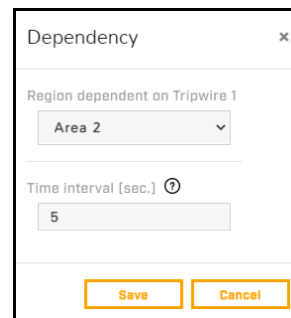 Dependency ×
Region dependent on Tripwire 1
Area 2
Time interval (sec.) ?
5
Save Cancel